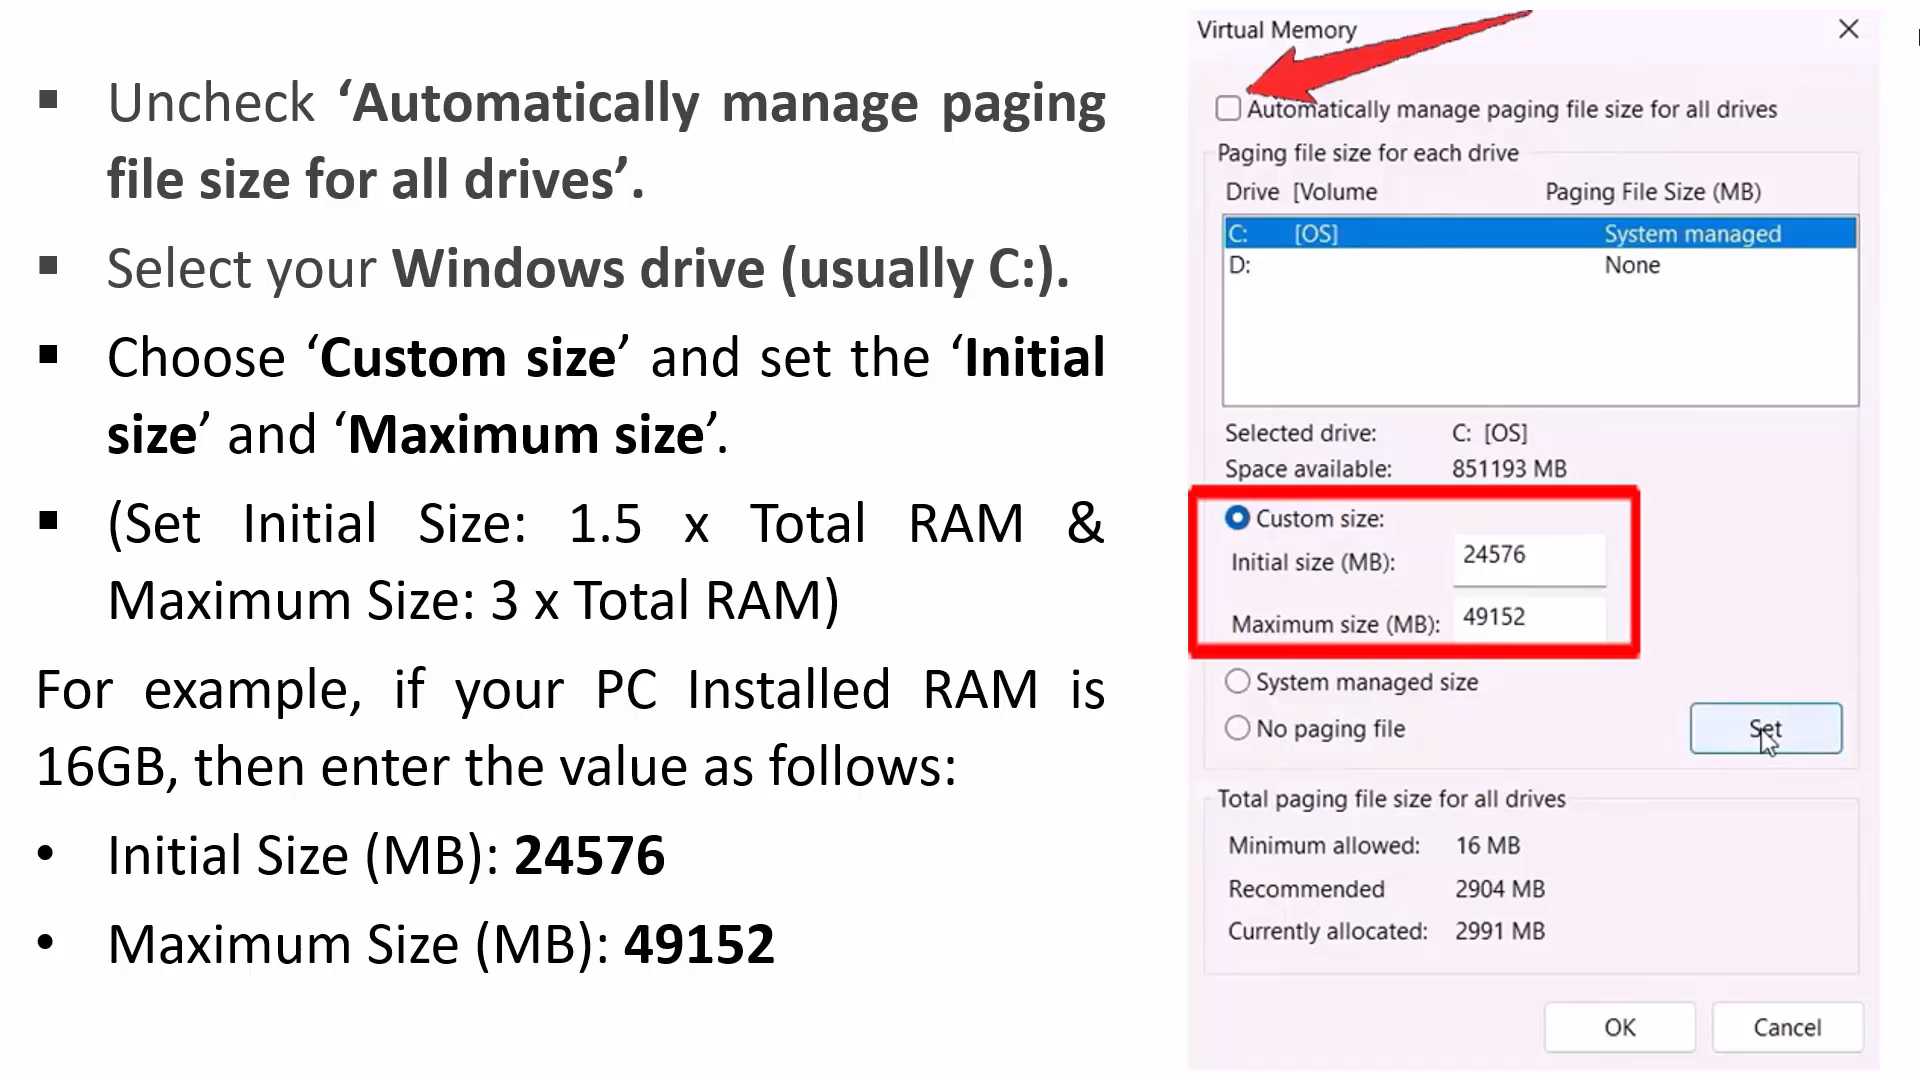 ▪ Uncheck ‘Automatically manage paging
file size for all drives’.
▪ Select your Windows drive (usually C:).
▪ Choose ‘Custom size’ and set the ‘Initial
size’ and ‘Maximum size’.
▪ (Set Initial Size: 1.5 x Total RAM &
Maximum Size: 3 x Total RAM)
For example, if your PC Installed RAM is
16GB, then enter the value as follows:
• Initial Size (MB): 24576
• Maximum Size (MB): 49152
Virtual Memory
Automatically manage paging file size for all drives
Paging file size for each drive
Drive [Volume Paging File Size (MB)
C: [OS] System managed
D: None
Selected drive: C: [OS]
Space available: 851193 MB
Custom size:
Initial size (MB): 24576
Maximum size (MB): 49152
System managed size
No paging file Set
Total paging file size for all drives
Minimum allowed: 16 MB
Recommended 2904 MB
Currently allocated: 2991 MB
OK Cancel